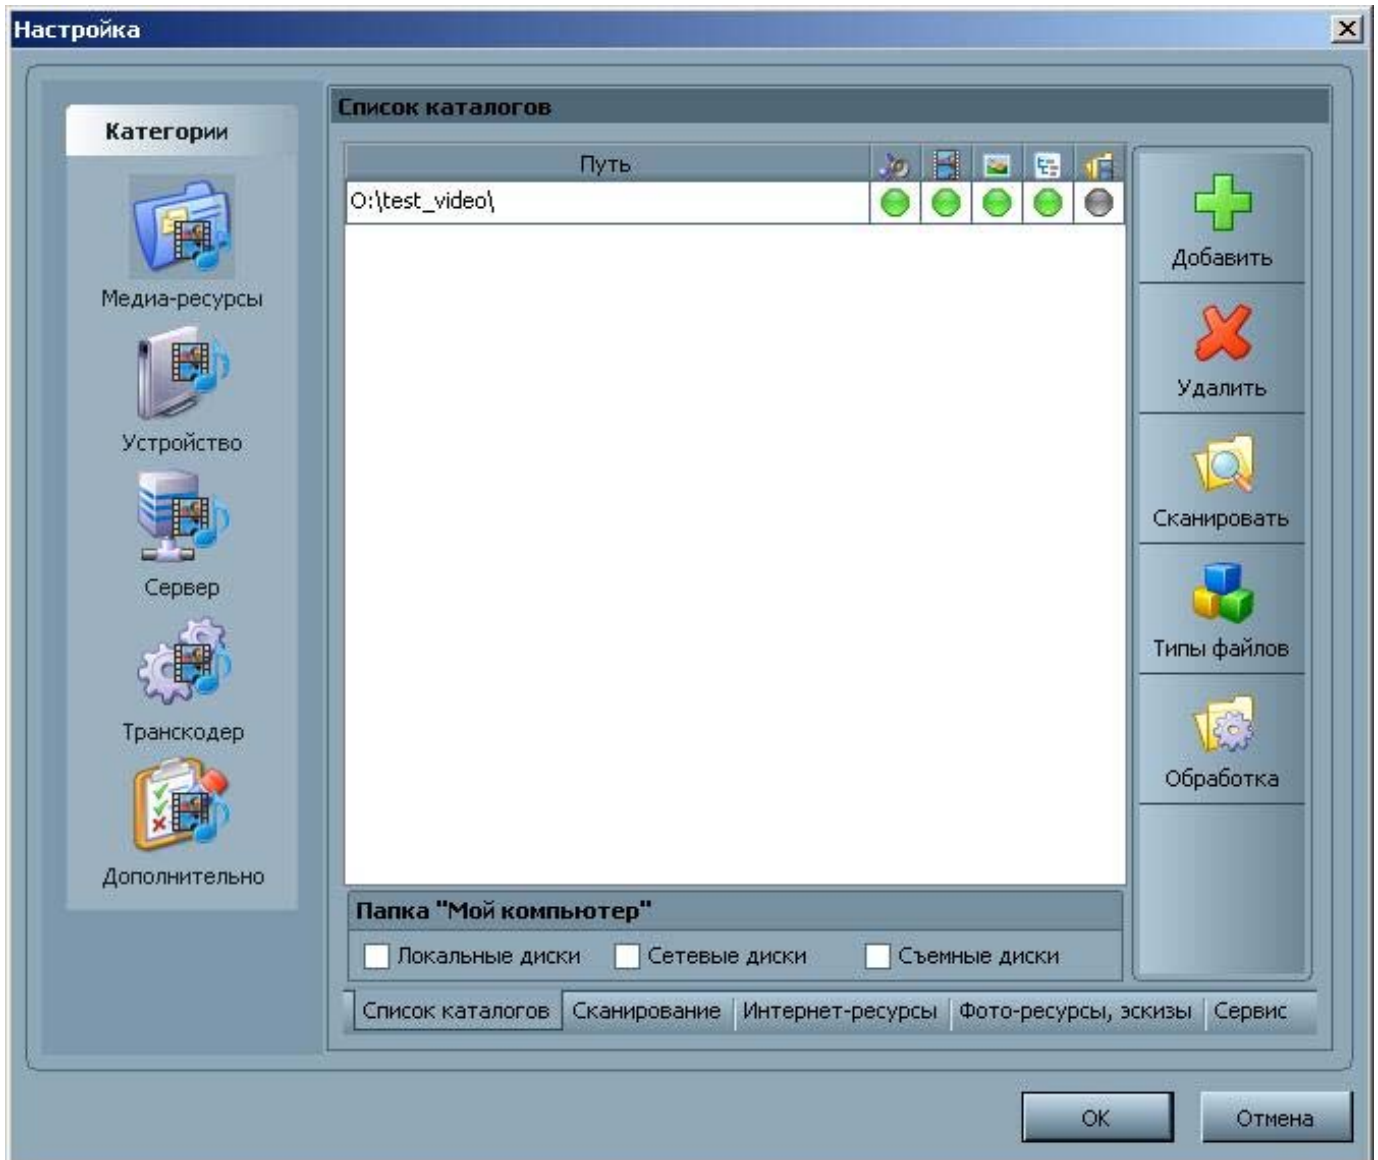 Настройка
Категории
Медиа-ресурсы
Устройство
Сервер
Транскодер
Дополнительно
Список каталогов
Путь
O:\test_video\
Добавить
Удалить
Сканировать
Типы файлов
Обработка
Папка "Мой компьютер"
Локальные диски Сетевые диски Съемные диски
Список каталогов Сканирование Интернет-ресурсы Фото-ресурсы, эскизы Сервис
OK Отмена